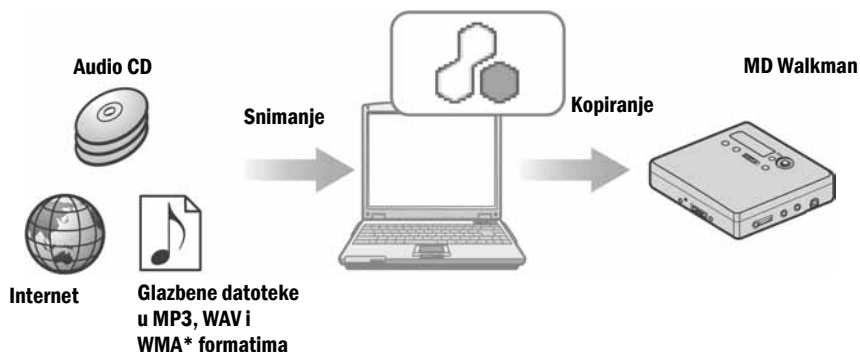 Audio CD
MD Walkman
Snimanje
Kopiranje
Internet
Glazbene datoteke
u MP3, WAV i
WMA* formatima